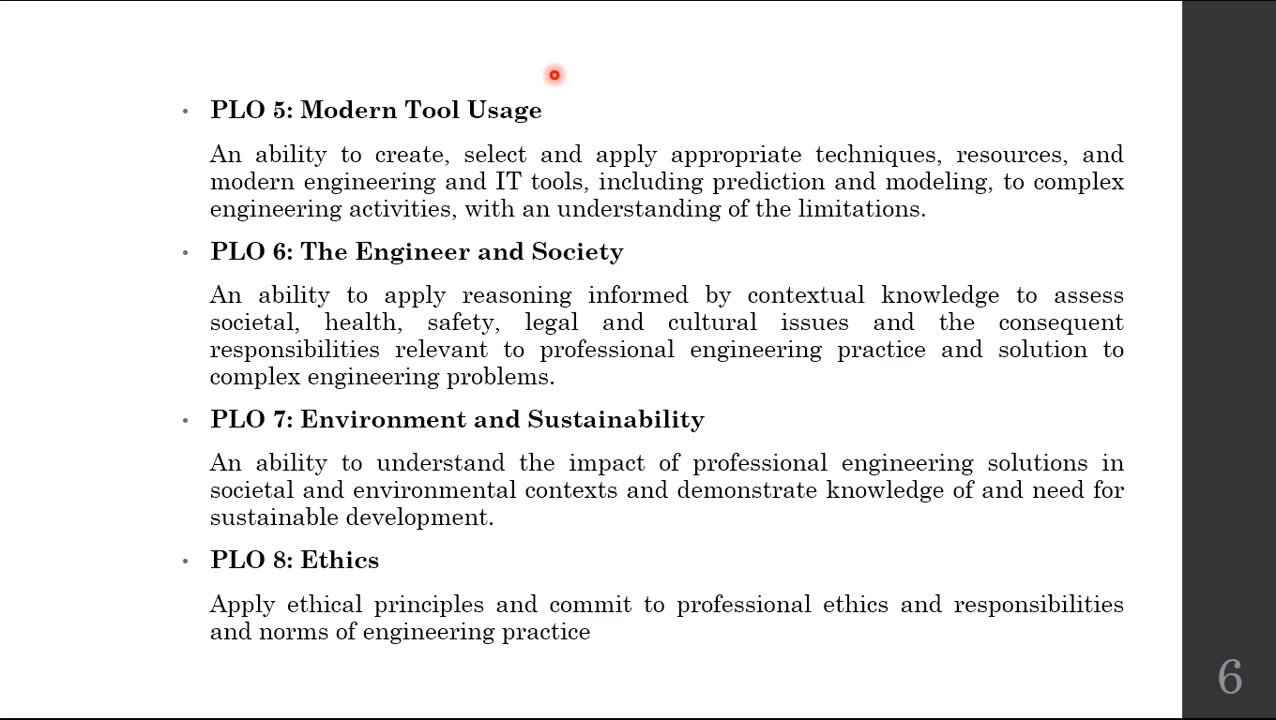 • PLO 5: Modern Tool Usage
An ability to create, select and apply appropriate techniques, resources, and
modern engineering and IT tools, including prediction and modeling, to complex
engineering activities, with an understanding of the limitations.
• PLO 6: The Engineer and Society
An ability to apply reasoning informed by contextual knowledge to assess
societal, health, safety, legal and cultural issues and the consequent
responsibilities relevant to professional engineering practice and solution to
complex engineering problems.
• PLO 7: Environment and Sustainability
An ability to understand the impact of professional engineering solutions in
societal and environmental contexts and demonstrate knowledge of and need for
sustainable development.
• PLO 8: Ethics
Apply ethical principles and commit to professional ethics and responsibilities
and norms of engineering practice
6